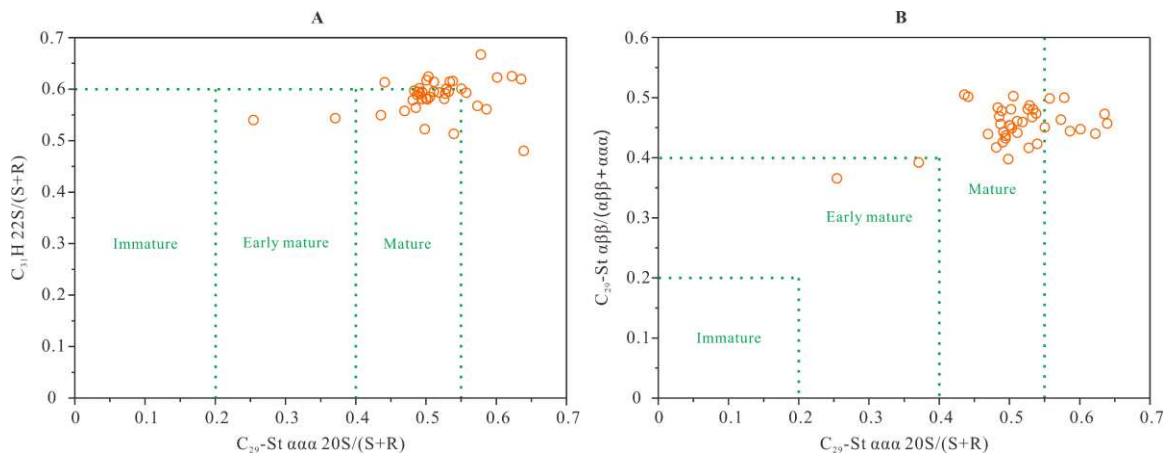 A
0.7
0.6
0.5
0.4
0.3
0.2
0.1
0
C₃₁H 22S/(S+R)
Immature
Early mature
Mature
0
0.1
0.2
0.3
0.4
0.5
0.6
0.7
C₂₉-St ααα 20S/(S+R)
B
0.6
0.5
0.4
0.3
0.2
0.1
0
C₂₉-St αββ/(αββ+ααα)
Mature
Early mature
Immature
0
0.1
0.2
0.3
0.4
0.5
0.6
0.7
C₂₉-St ααα 20S/(S+R)